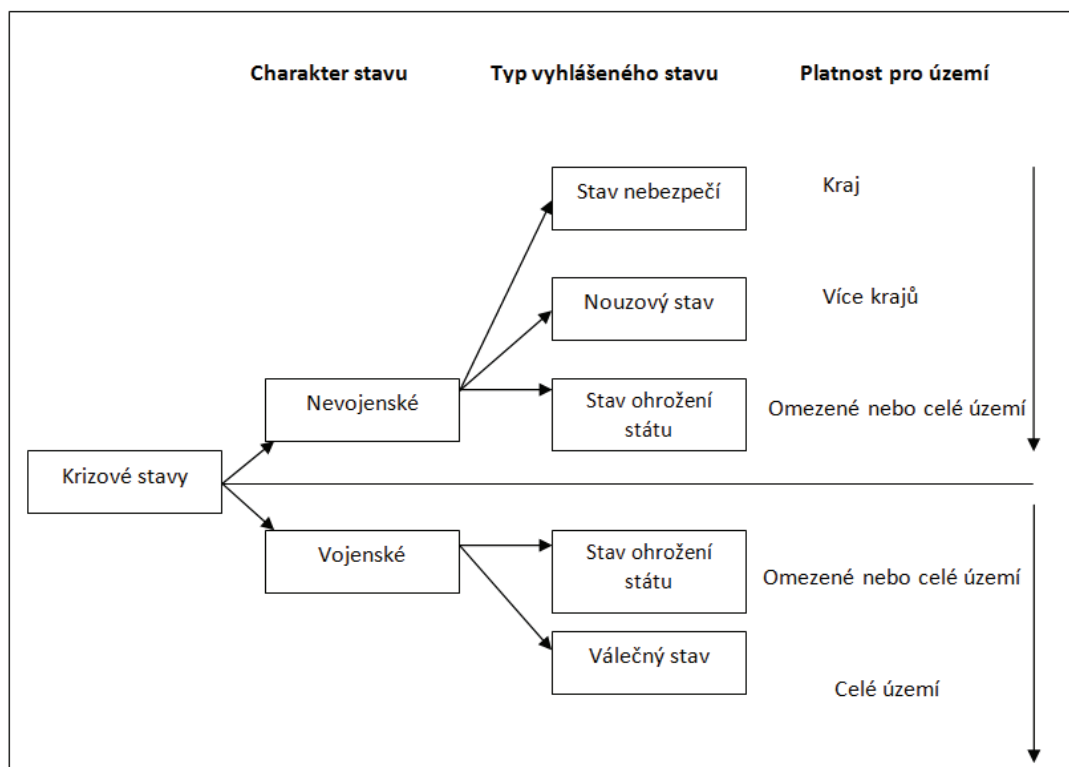 Charakter stavu
Typ vyhlášeného stavu
Platnost pro území
Stav nebezpečí
Kraj
Nouzový stav
Více krajů
Nevojenské
Stav ohrožení
státu
Omezené nebo celé území
Krizové stavy
Vojenské
Stav ohrožení
státu
Omezené nebo celé území
Válečný stav
Celé území